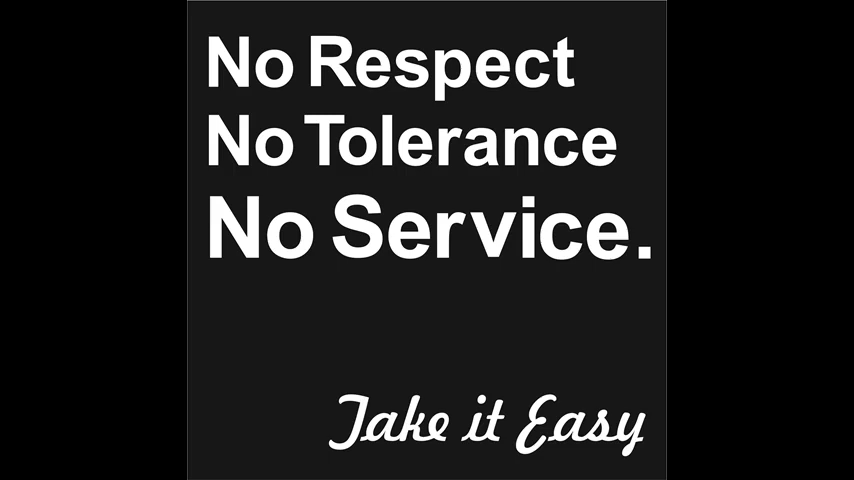 No Respect
No Tolerance
No Service.
Take it Easy